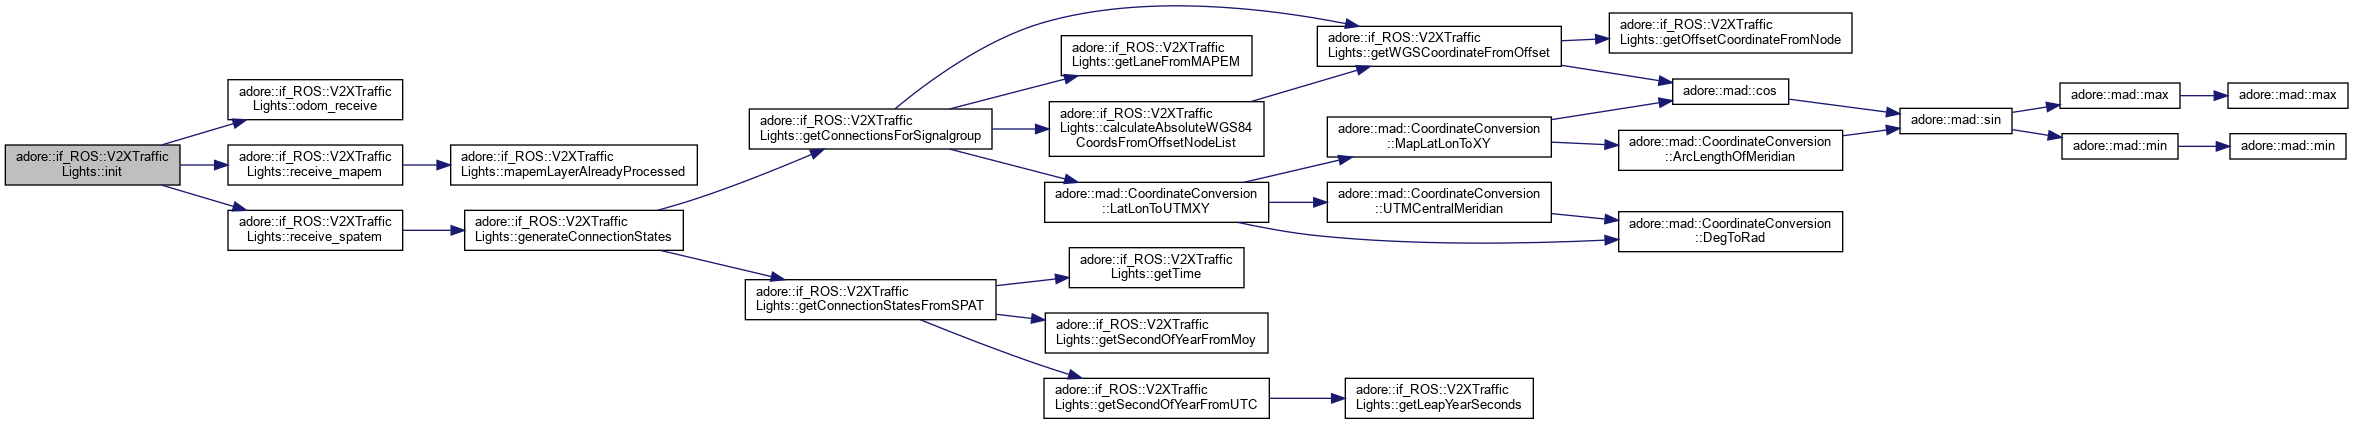 adore::if_ROS::V2XTraffic
Lights::init
adore::if_ROS::V2XTraffic
Lights::odom_receive
adore::if_ROS::V2XTraffic
Lights::receive_mapem
adore::if_ROS::V2XTraffic
Lights::receive_spatem
adore::if_ROS::V2XTraffic
Lights::mapemLayerAlreadyProcessed
adore::if_ROS::V2XTraffic
Lights::generateConnectionStates
adore::if_ROS::V2XTraffic
Lights::getConnectionsForSignalgroup
adore::if_ROS::V2XTraffic
Lights::getConnectionStatesFromSPAT
adore::if_ROS::V2XTraffic
Lights::getLaneFromMAPEM
adore::if_ROS::V2XTraffic
Lights::calculateAbsoluteWGS84
CoordsFromOffsetNodeList
adore::mad::CoordinateConversion
::LatLonToUTMXY
adore::if_ROS::V2XTraffic
Lights::getTime
adore::if_ROS::V2XTraffic
Lights::getSecondOfYearFromMoy
adore::if_ROS::V2XTraffic
Lights::getSecondOfYearFromUTC
adore::if_ROS::V2XTraffic
Lights::getWGSCoordinateFromOffset
adore::mad::CoordinateConversion
::MapLatLonToXY
adore::mad::CoordinateConversion
::UTMCentralMeridian
adore::if_ROS::V2XTraffic
Lights::getLeapYearSeconds
adore::if_ROS::V2XTraffic
Lights::getOffsetCoordinateFromNode
adore::mad::cos
adore::mad::CoordinateConversion
::ArcLengthOfMeridian
adore::mad::CoordinateConversion
::DegToRad
adore::mad::sin
adore::mad::max
adore::mad::min
adore::mad::max
adore::mad::min